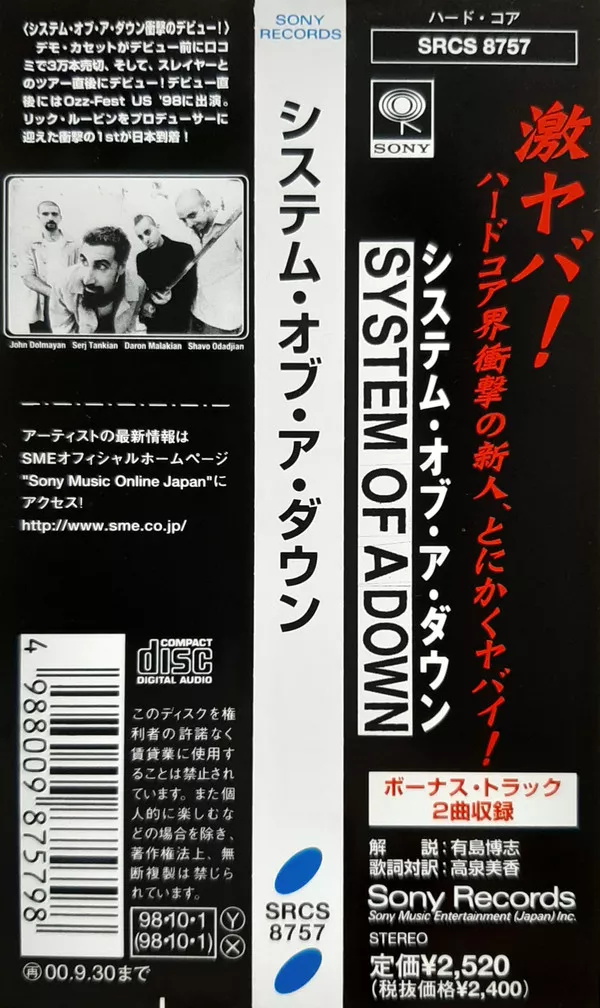 〈システム・オブ・ア・ダウン衝撃のデビュー!〉
デモ・カセットがデビュー前に口コ
ミで3万本売切、そして、スレイヤーと
のツアー直後にデビュー!デビュー直
後にはOzz-Fest US '98に出演。
リック・ルービンをプロデューサーに
迎えた衝撃の1stが日本到着!
John Dolmayan Serj Tankian Daron Malakian Shavo Odadjian
アーティストの最新情報は
SMEオフィシャルホームページ
"Sony Music Online Japan"に
アクセス!
http://www.sme.co.jp/
4 988009 875798
COMPACT
disc
DIGITAL AUDIO
このディスクを権
利者の許諾なく
賃貸業に使用す
ることは禁止され
ています。また個
人的に楽しむな
どの場合を除き、
著作権法上、無
断複製は禁じら
れています。
98・10・1 Y
(98・10・1) X
再00.9.30まで
SONY
RECORDS
システム・オブ・ア・ダウン
SRCS
8757
ハード・コア
SRCS 8757
SONY
激ヤバ!
ハードコア界衝撃の新人、とにかくヤバイ!
システム・オブ・ア・ダウン
SYSTEM OF A DOWN
ボーナス・トラック
2曲収録
解 説:有島博志
歌詞対訳:高泉美香
Sony Records
Sony Music Entertainment (Japan) Inc.
STEREO
定価¥2,520
(税抜価格¥2,400)